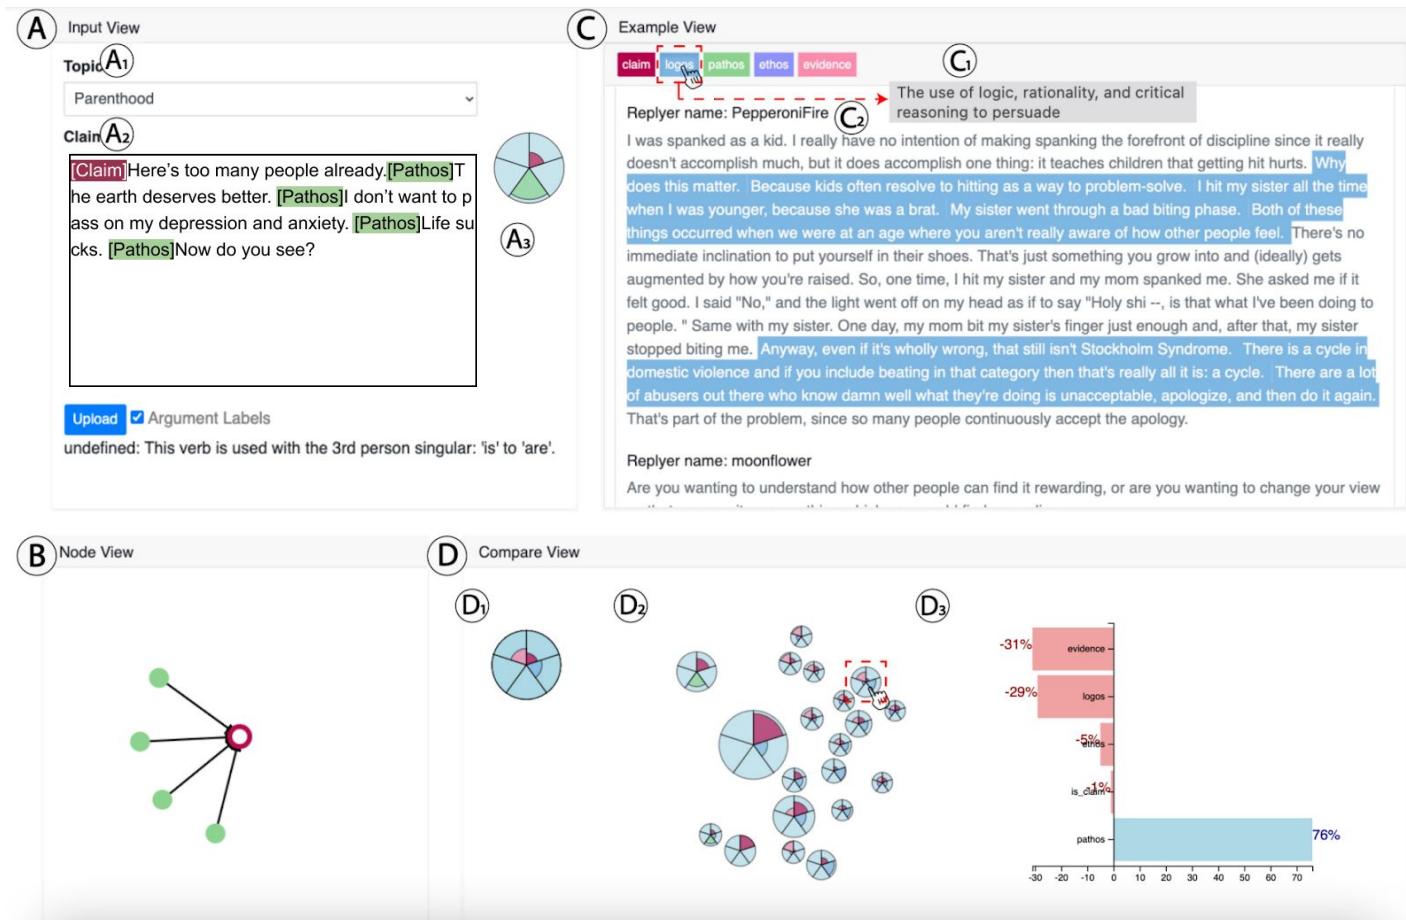 A Input View
A1
Topic
Parenthood
A2
Claim
[Claim]Here's too many people already.[Pathos]T
he earth deserves better. [Pathos]I don't want to p
ass on my depression and anxiety. [Pathos]Life su
cks. [Pathos]Now do you see?
A3
Upload Argument Labels
undefined: This verb is used with the 3rd person singular: 'is' to 'are'.
C Example View
claim logos pathos ethos evidence
C1
The use of logic, rationality, and critical
reasoning to persuade
C2
Replyer name: PepperoniFire
I was spanked as a kid. I really have no intention of making spanking the forefront of discipline since it really
doesn't accomplish much, but it does accomplish one thing: it teaches children that getting hit hurts. Why
does this matter. Because kids often resolve to hitting as a way to problem-solve. I hit my sister all the time
when I was younger, because she was a brat. My sister went through a bad biting phase. Both of these
things occurred when we were at an age where you aren't really aware of how other people feel. There's no
immediate inclination to put yourself in their shoes. That's just something you grow into and (ideally) gets
augmented by how you're raised. So, one time, I hit my sister and my mom spanked me. She asked me if it
felt good. I said "No," and the light went off on my head as if to say "Holy shi --, is that what I've been doing to
people. " Same with my sister. One day, my mom bit my sister's finger just enough and, after that, my sister
stopped biting me. Anyway, even if it's wholly wrong, that still isn't Stockholm Syndrome. There is a cycle in
domestic violence and if you include beating in that category then that's really all it is: a cycle. There are a lot
of abusers out there who know damn well what they're doing is unacceptable, apologize, and then do it again.
That's part of the problem, since so many people continuously accept the apology.
Replyer name: moonflower
Are you wanting to understand how other people can find it rewarding, or are you wanting to change your view
B Node View
D Compare View
D1
D2
D3
-31% evidence
-29% logos
-5% ethos
-1% is_claim
pathos 76%
-30 -20 -10 0 10 20 30 40 50 60 70